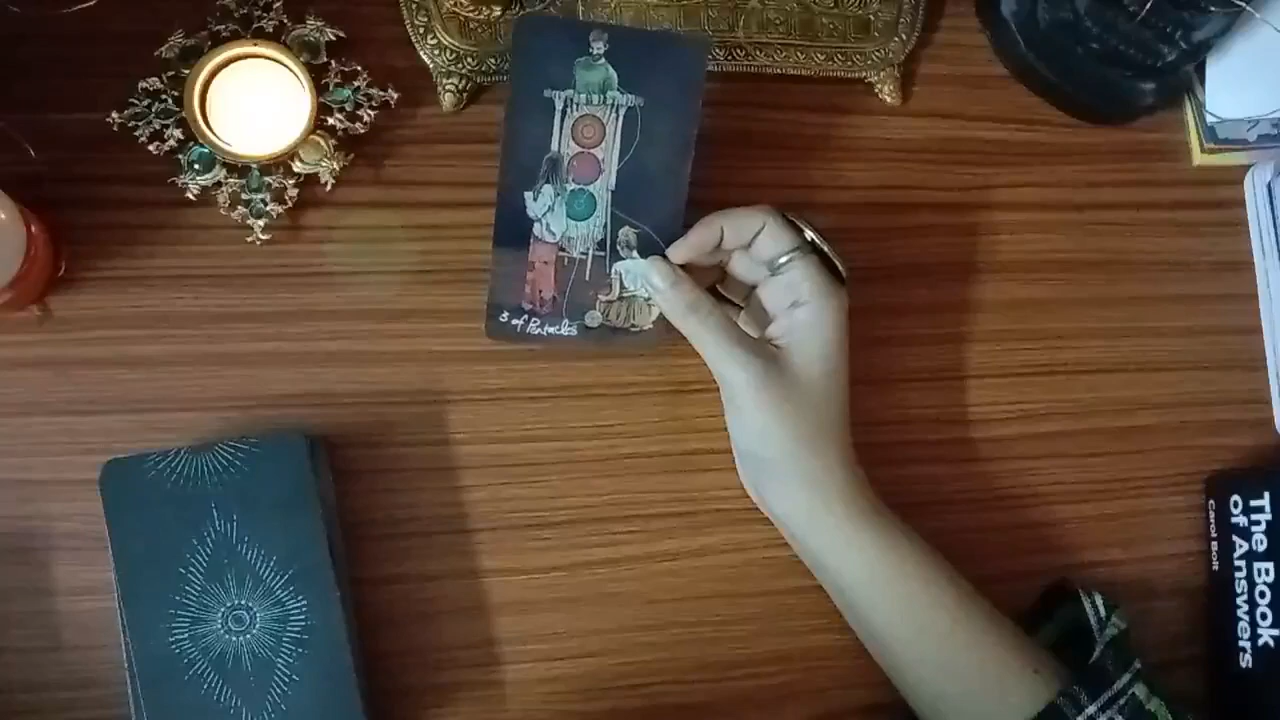 3 of Pentacles
The Book
of Answers
Carol Bolt